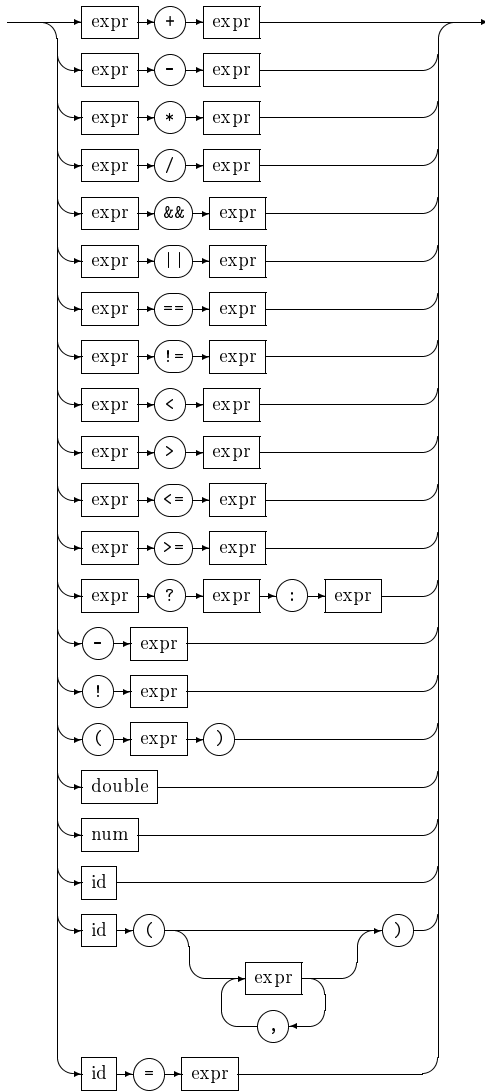 expr + expr
expr - expr
expr * expr
expr / expr
expr && expr
expr || expr
expr == expr
expr != expr
expr < expr
expr > expr
expr <= expr
expr >= expr
expr ? expr : expr
- expr
! expr
( expr )
double
num
id
id ( )
expr
,
id = expr